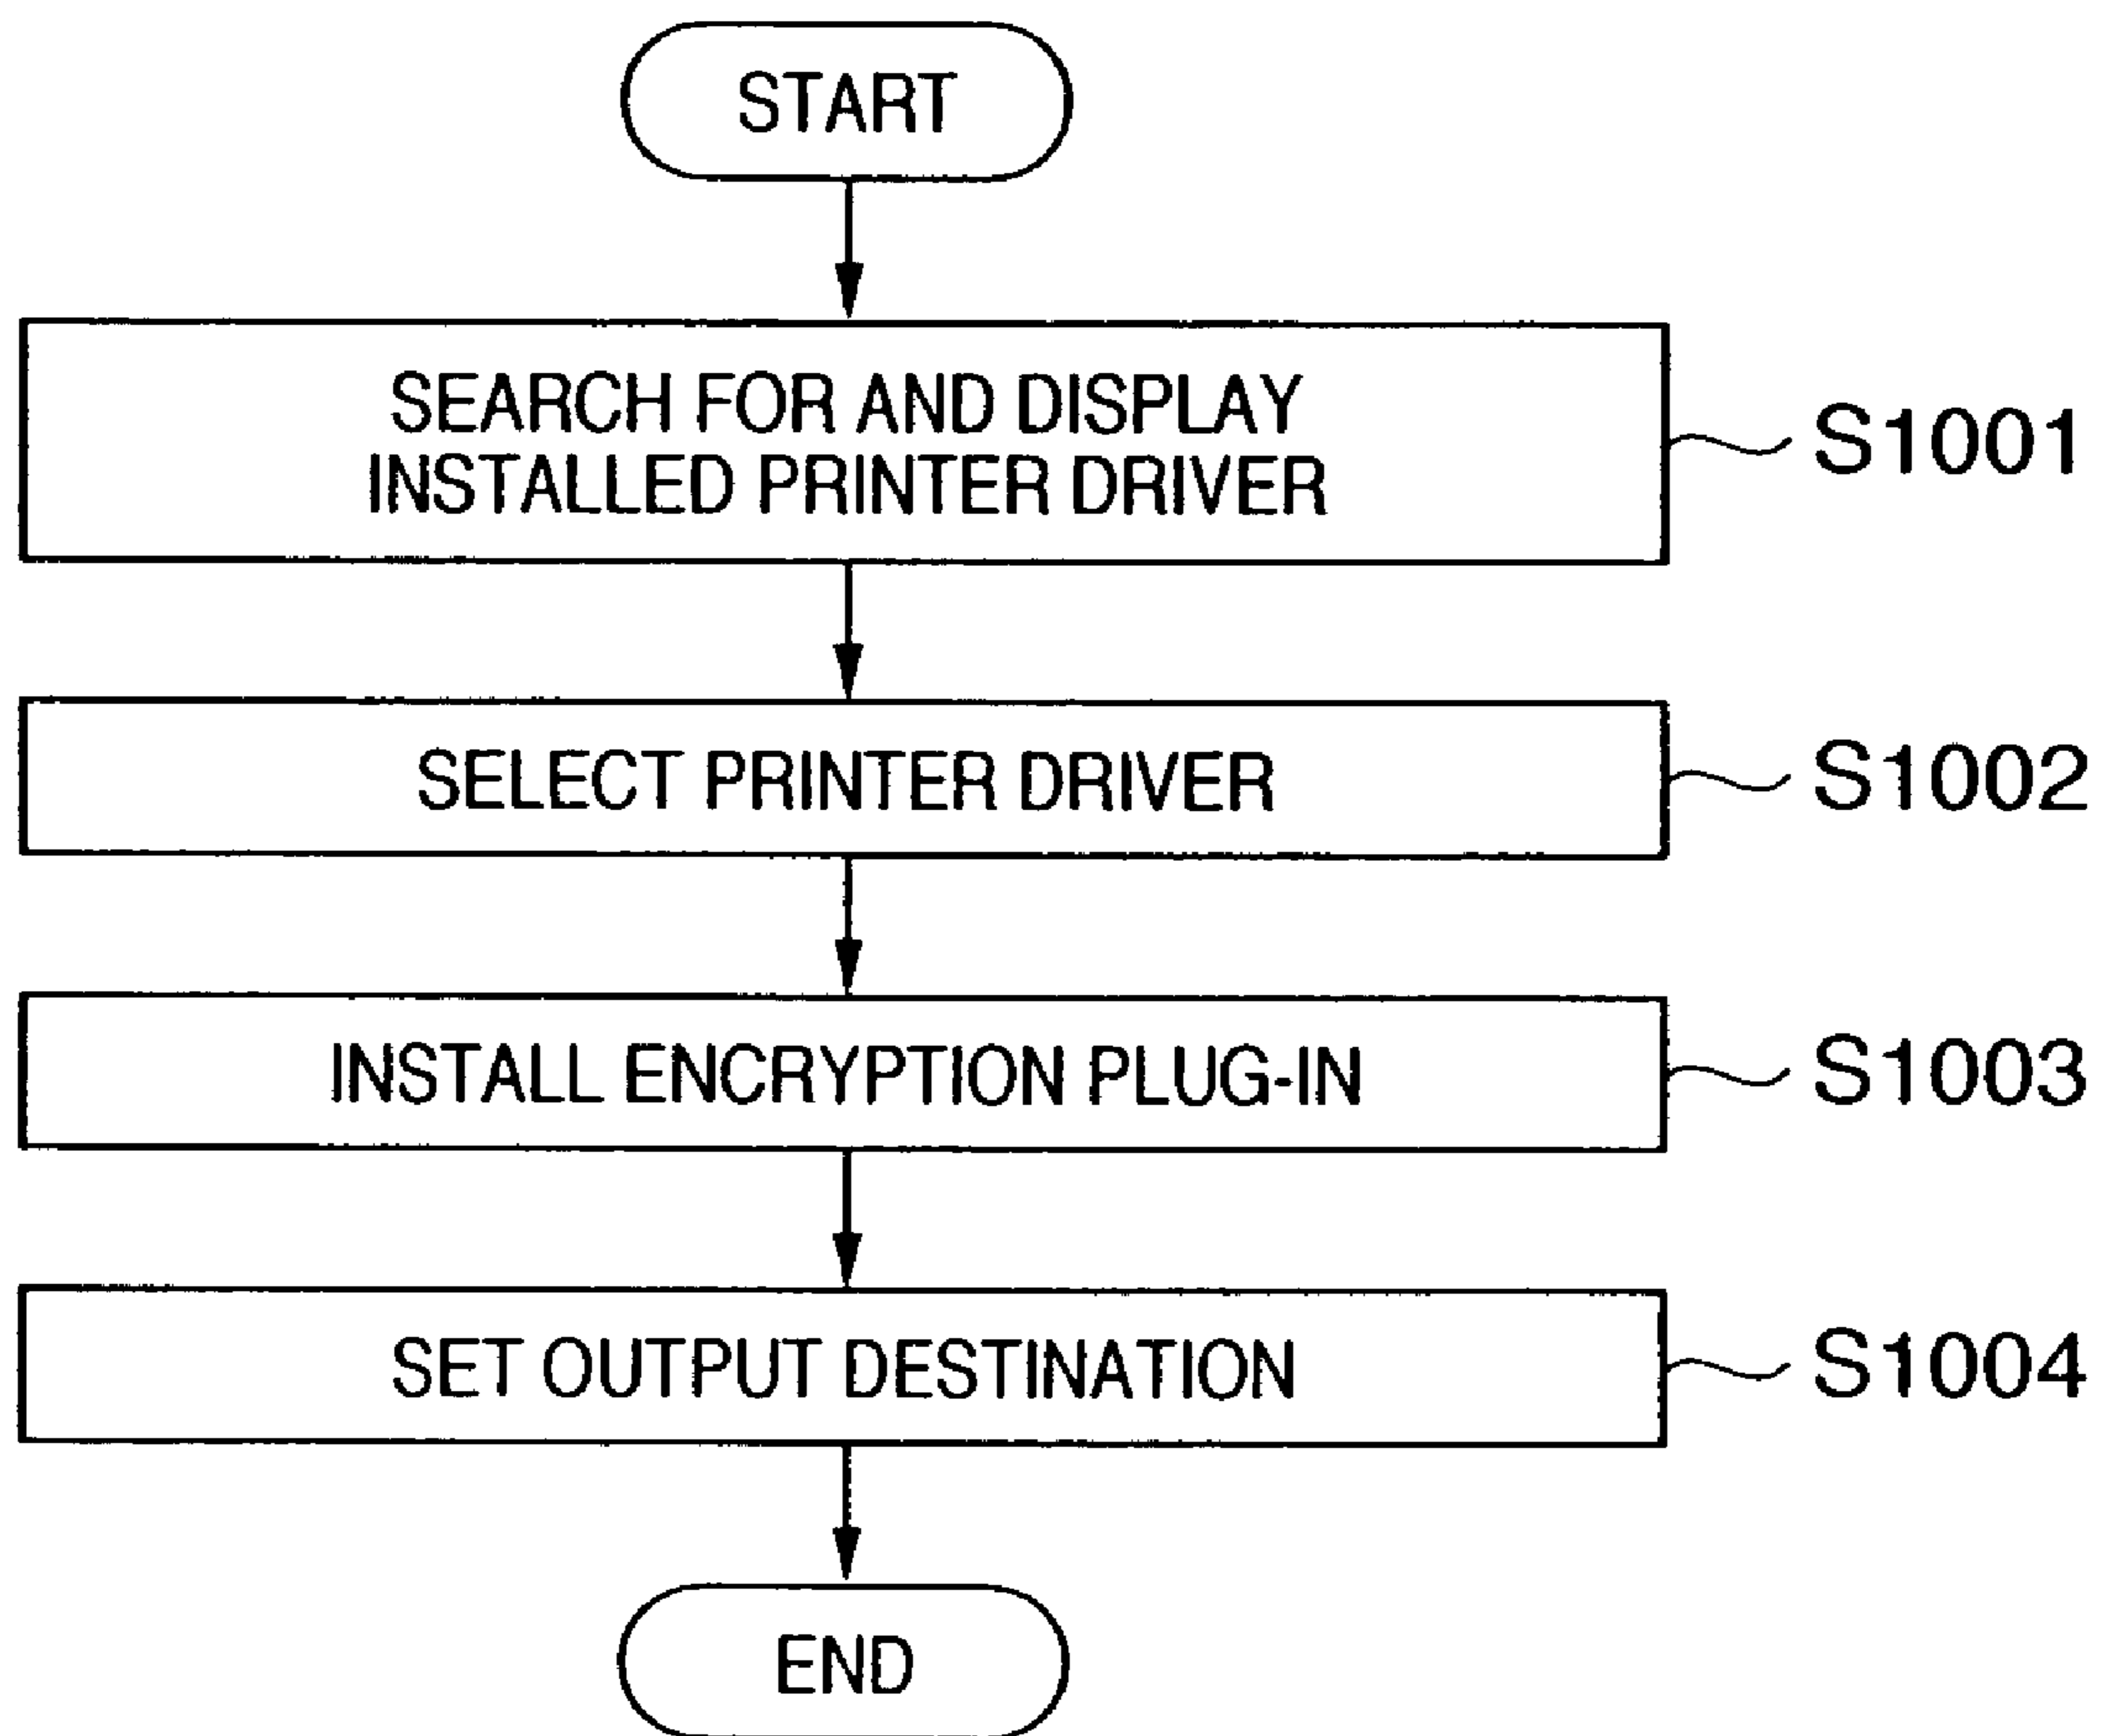 START
SEARCH FOR AND DISPLAY
INSTALLED PRINTER DRIVER
S1001
SELECT PRINTER DRIVER
S1002
INSTALL ENCRYPTION PLUG-IN
S1003
SET OUTPUT DESTINATION
S1004
END